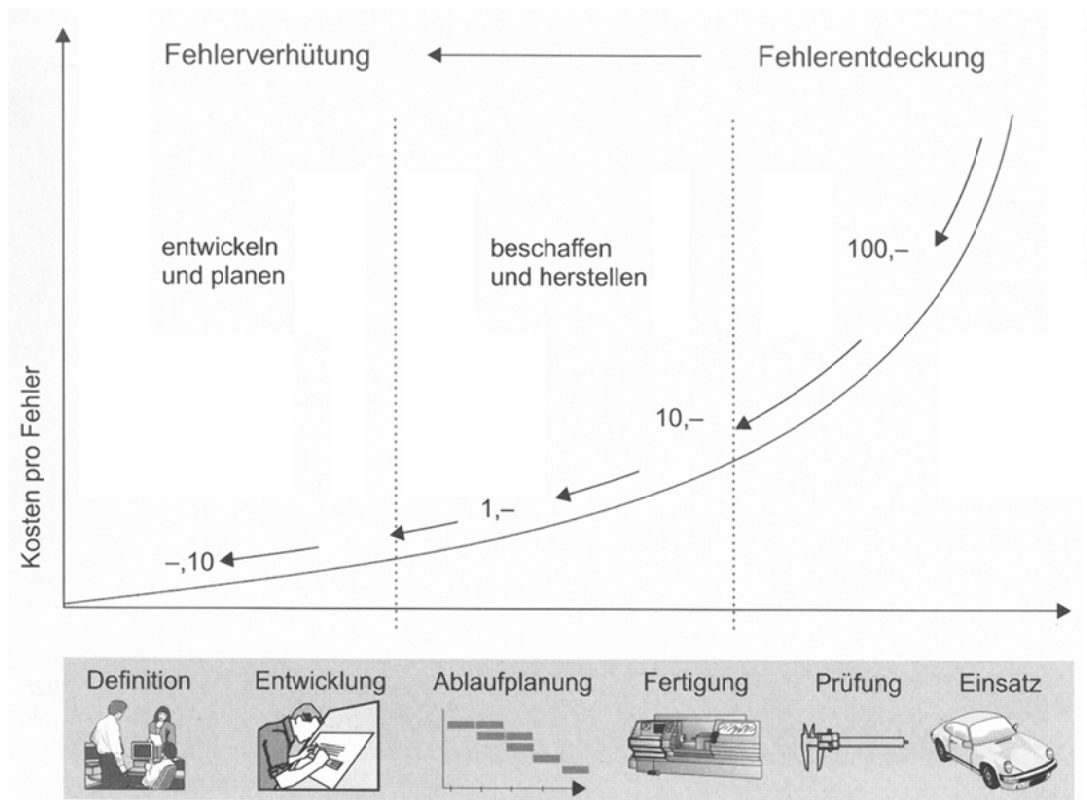 Fehlerverhütung
Fehlerentdeckung
entwickeln
und planen
beschaffen
und herstellen
100,–
10,–
1,–
–,10
Kosten pro Fehler
Definition
Entwicklung
Ablaufplanung
Fertigung
Prüfung
Einsatz